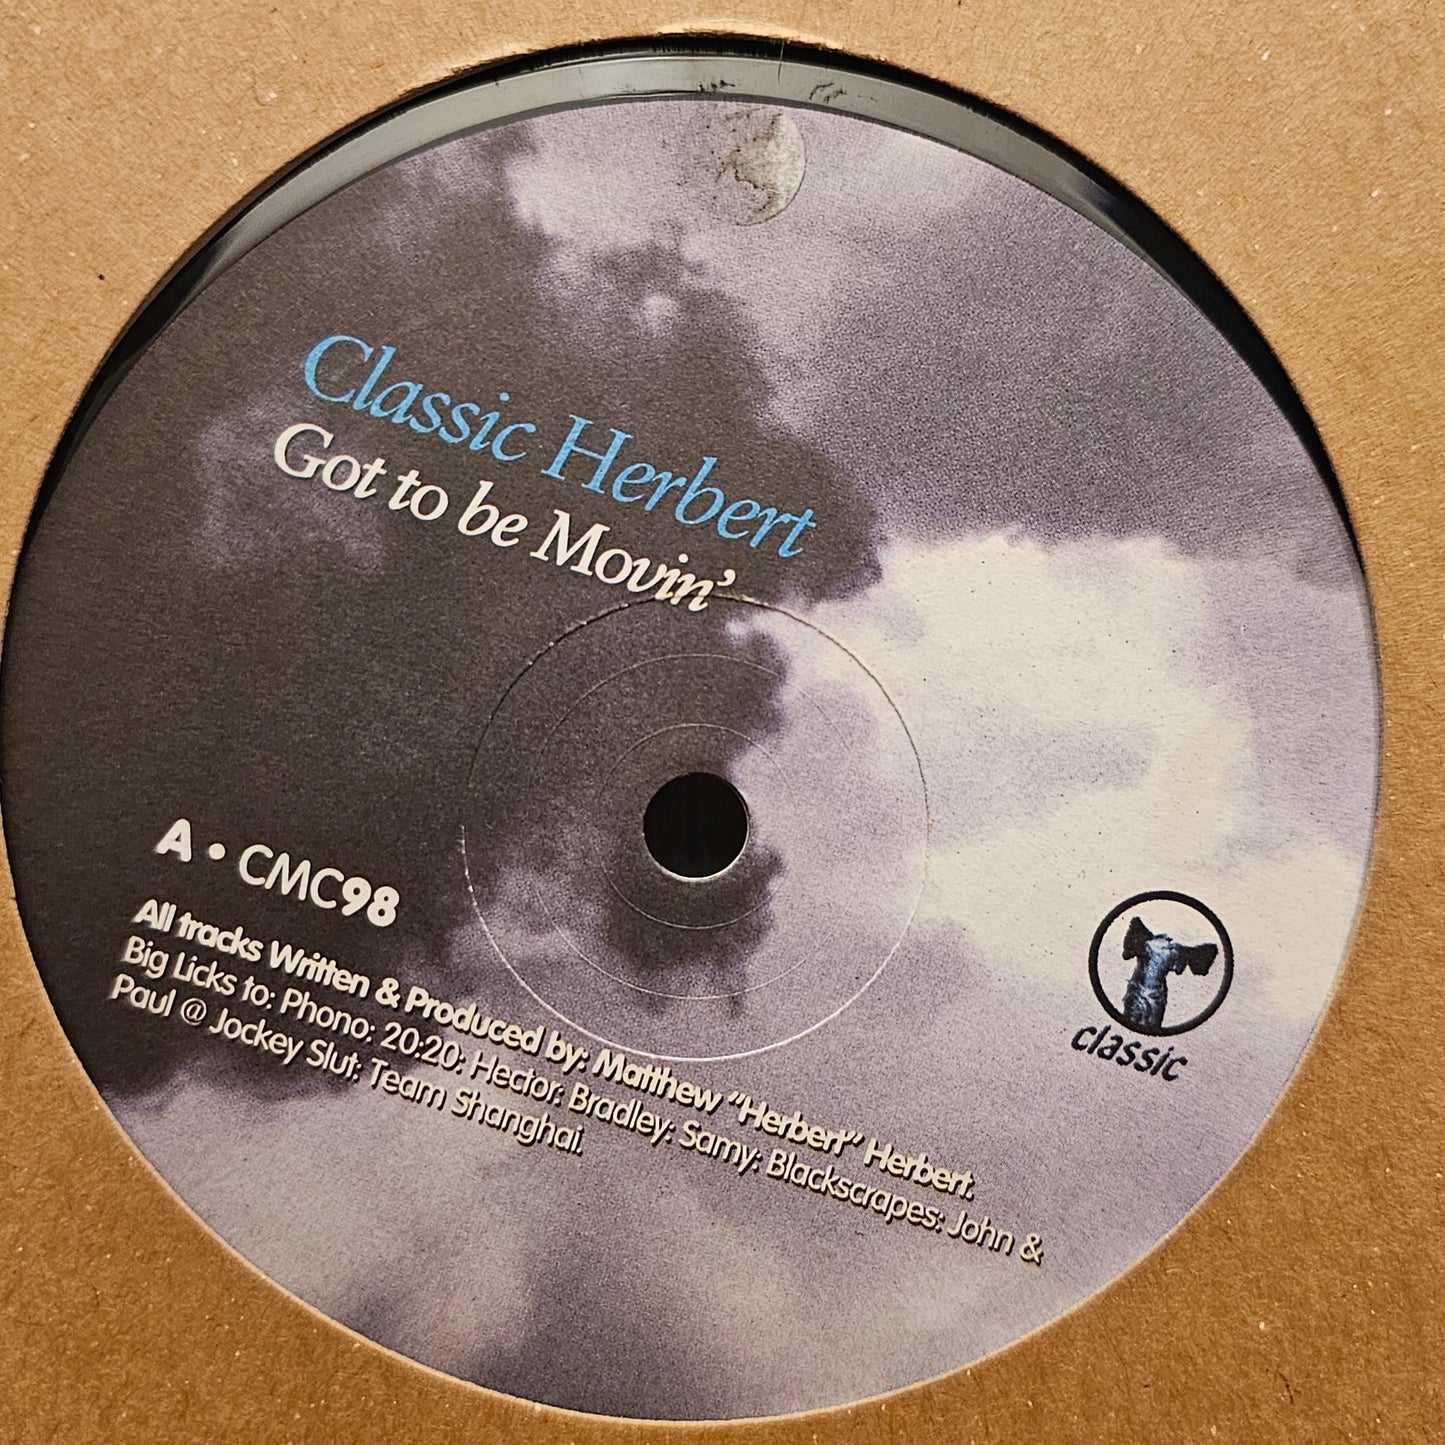 Classic Herbert
Got to be Movin'
A • CMC98
All tracks Written & Produced by: Matthew "Herbert" Herbert.
Big Licks to: Phono: 20:20: Hector: Bradley: Samy: Blackscrapes: John &
Paul @ Jockey Slut: Team Shanghai.
classic